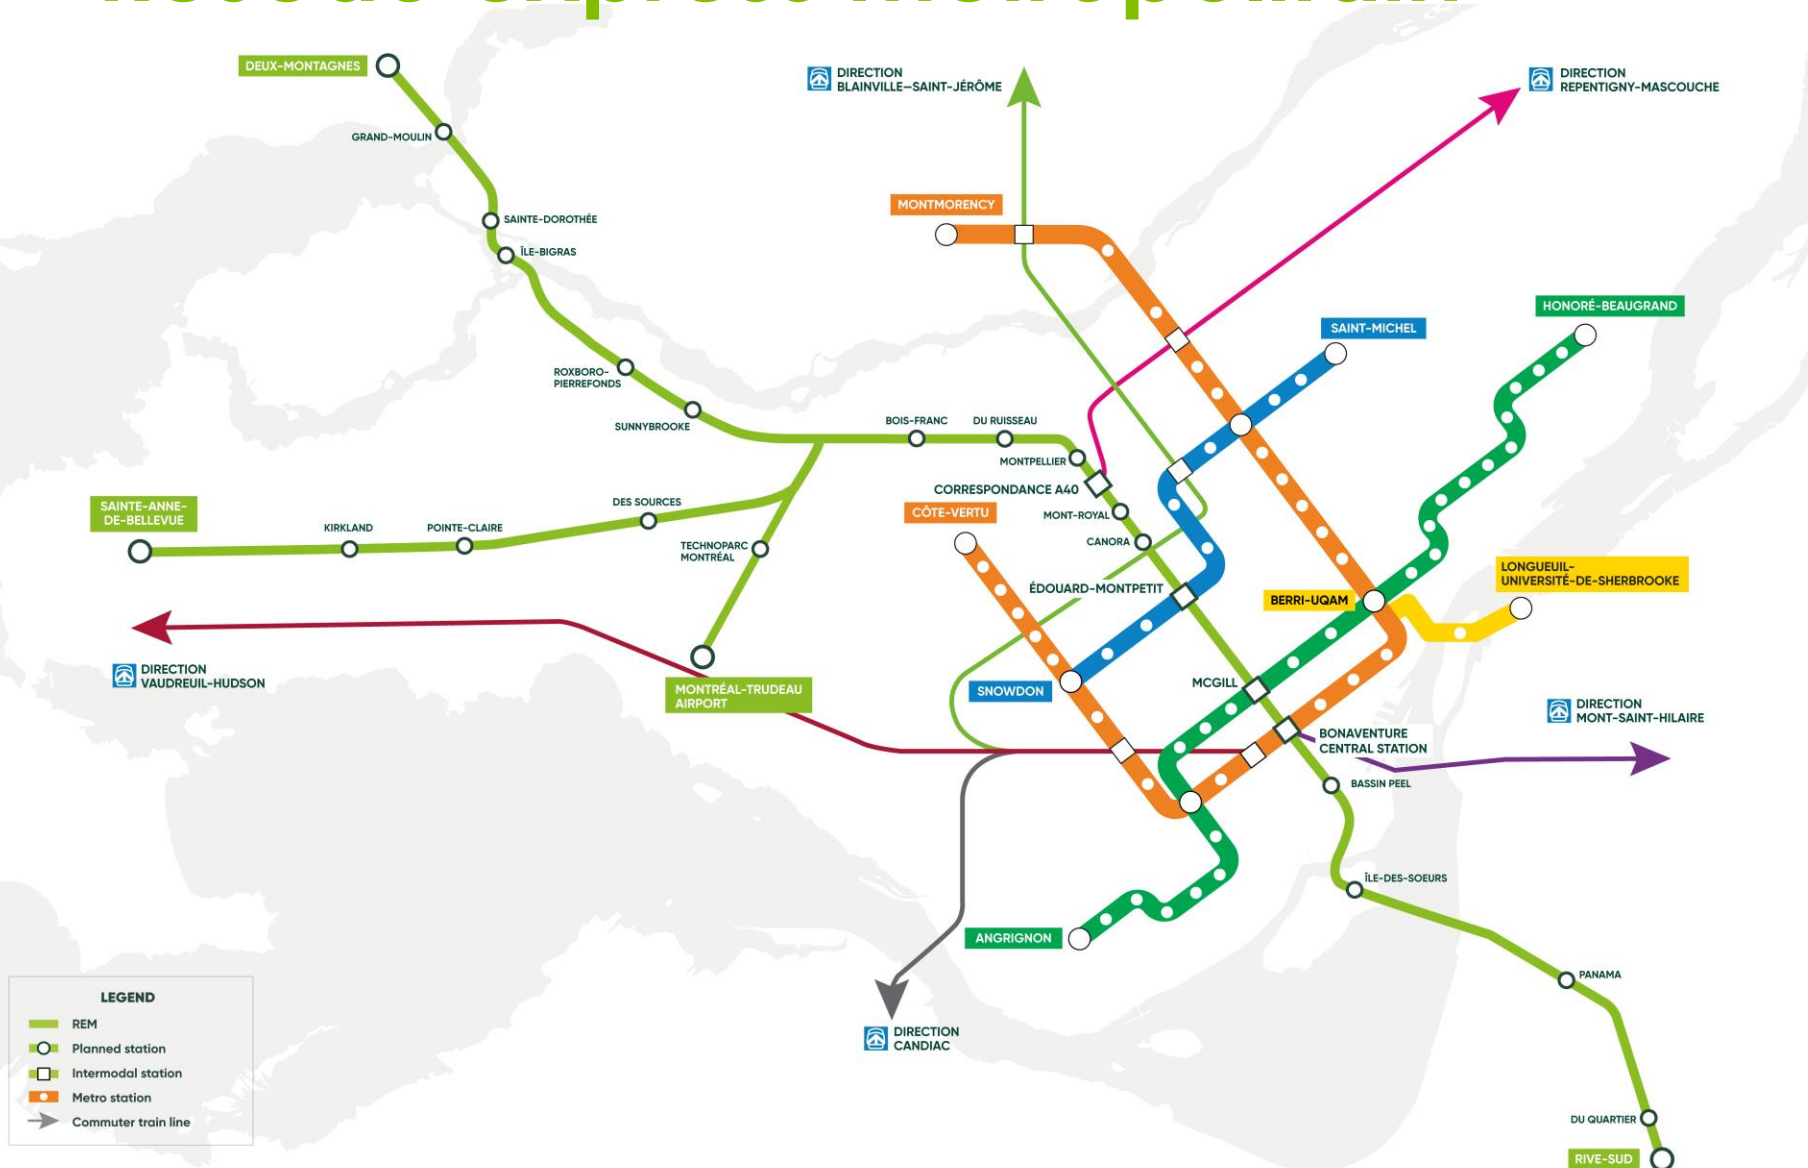 réseau express métropolitain
DEUX-MONTAGNES
GRAND-MOULIN
SAINTE-DOROTHÉE
ÎLE-BIGRAS
ROXBORO-
PIERREFONDS
SUNNYBROOKE
BOIS-FRANC
DU RUISSEAU
MONTPELLIER
CORRESPONDANCE A40
MONT-ROYAL
CANORA
ÉDOUARD-MONTPETIT
MCGILL
BONAVENTURE
CENTRAL STATION
BASSIN PEEL
ÎLE-DES-SOEURS
PANAMA
DU QUARTIER
RIVE-SUD
SAINTE-ANNE-
DE-BELLEVUE
KIRKLAND
POINTE-CLAIRE
DES SOURCES
TECHNOPARC
MONTRÉAL
MONTRÉAL-TRUDEAU
AIRPORT
DIRECTION
BLAINVILLE–SAINT-JÉRÔME
DIRECTION
REPENTIGNY-MASCOUCHE
MONTMORENCY
SAINT-MICHEL
HONORÉ-BEAUGRAND
CÔTE-VERTU
SNOWDON
BERRI-UQAM
LONGUEUIL-
UNIVERSITÉ-DE-SHERBROOKE
DIRECTION
VAUDREUIL-HUDSON
DIRECTION
MONT-SAINT-HILAIRE
ANGRIGNON
DIRECTION
CANDIAC
LEGEND
REM
Planned station
Intermodal station
Metro station
Commuter train line